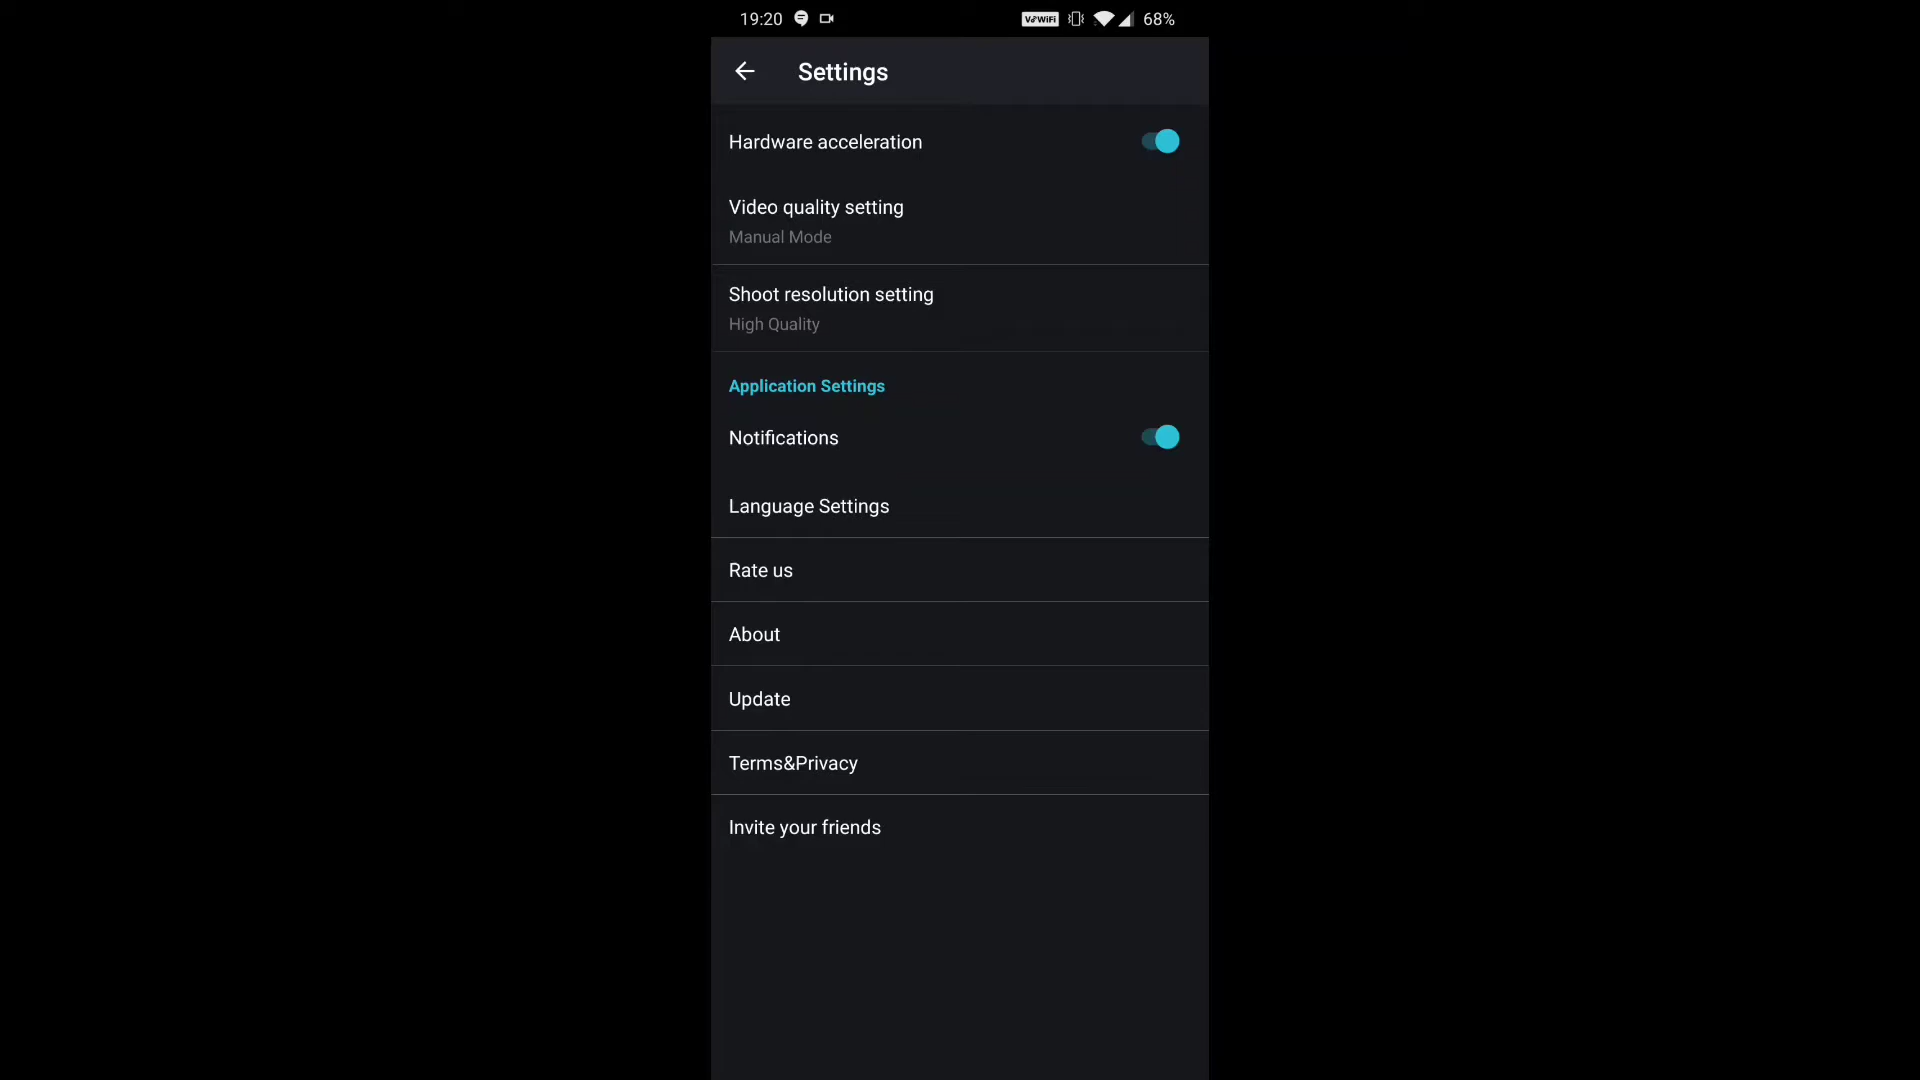 19:20 VoWiFi 68%
Settings
Hardware acceleration
Video quality setting
Manual Mode
Shoot resolution setting
High Quality
Application Settings
Notifications
Language Settings
Rate us
About
Update
Terms&Privacy
Invite your friends